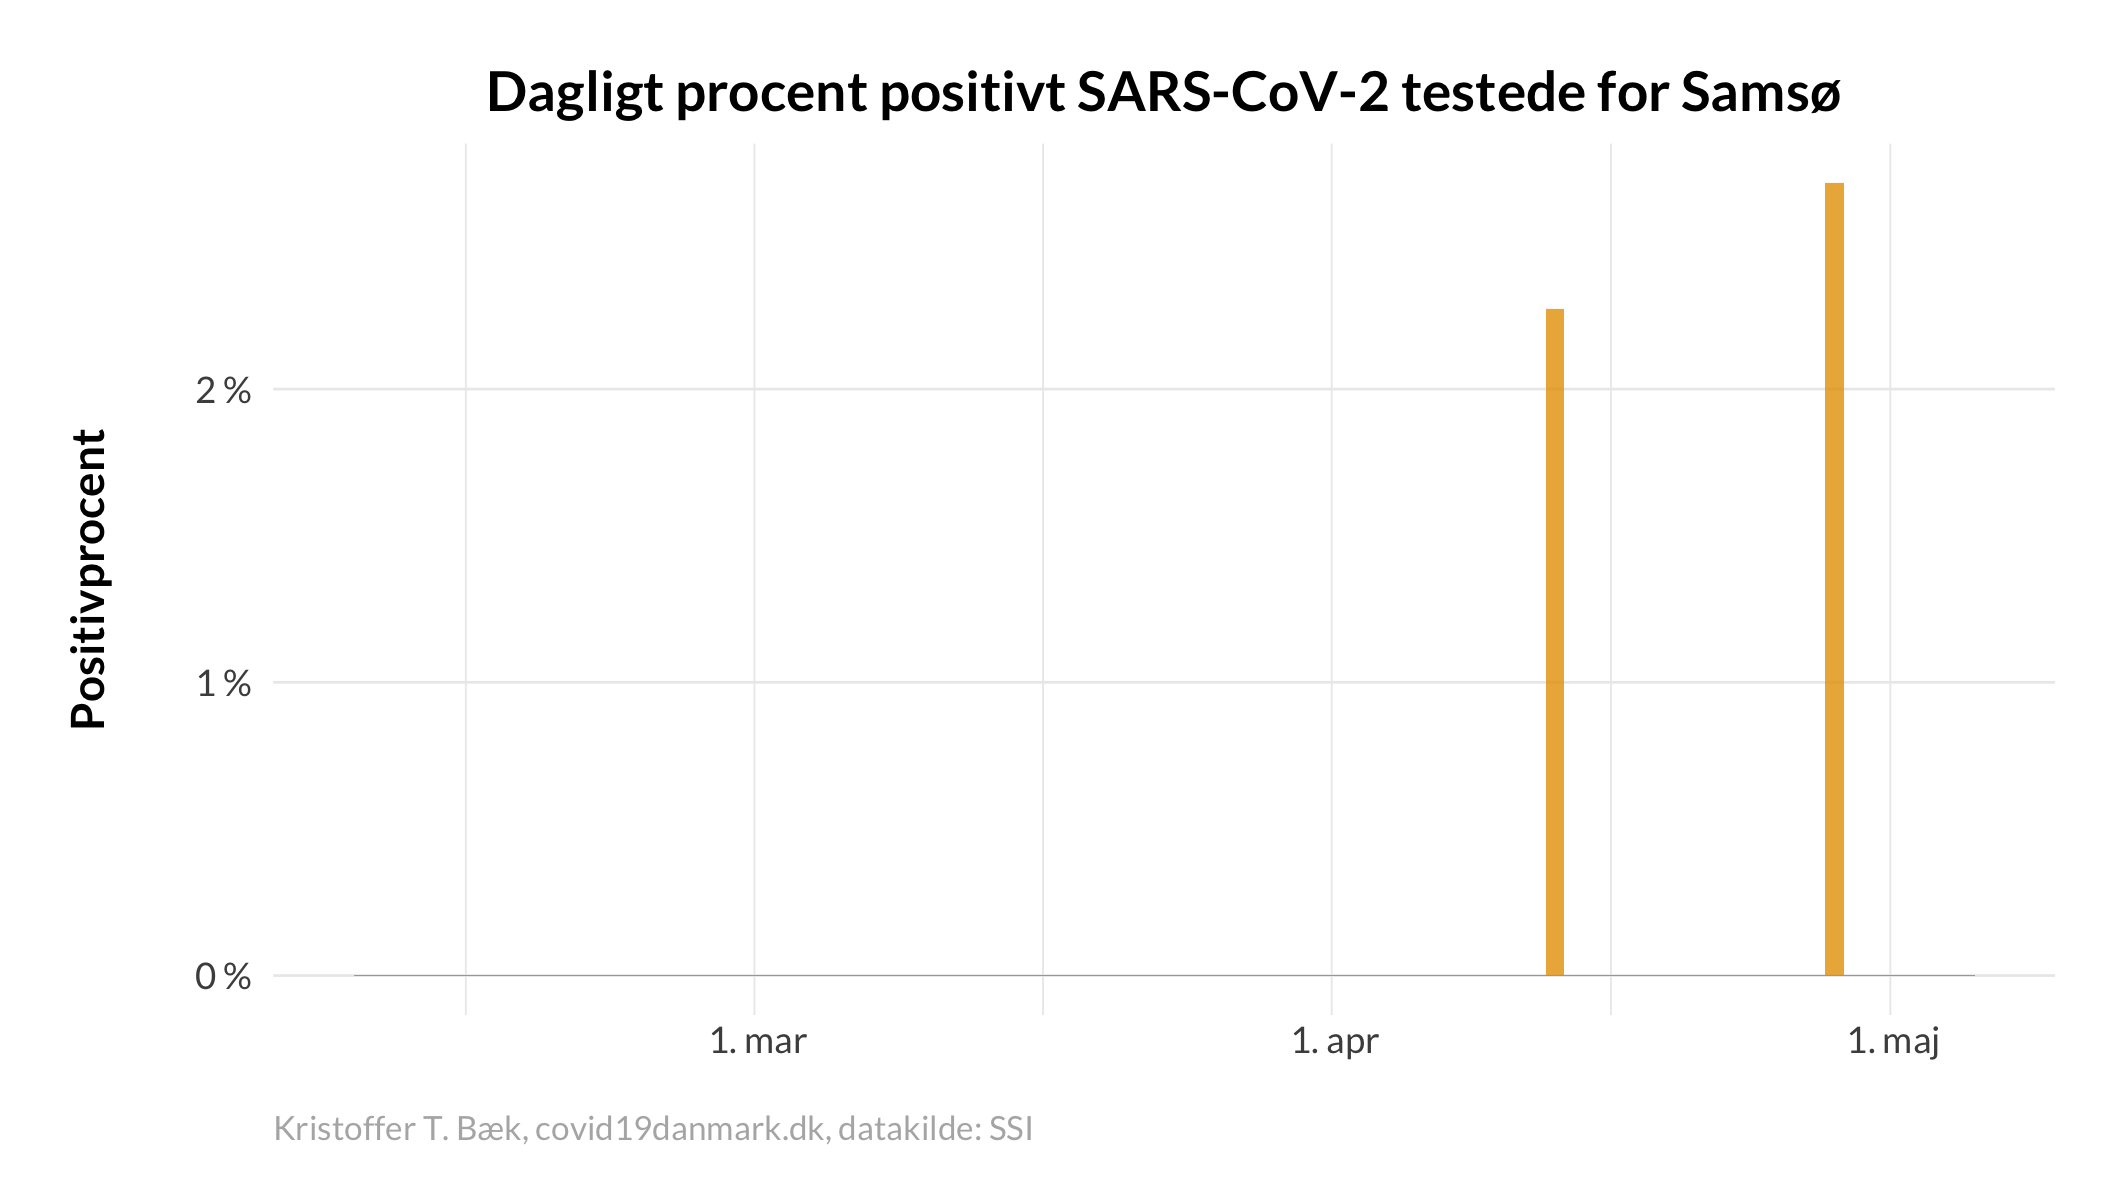 Dagligt procent positivt SARS-CoV-2 testede for Samsø
Positivprocent
2 %
1 %
0 %
1. mar
1. apr
1. maj
Kristoffer T. Bæk, covid19danmark.dk, datakilde: SSI